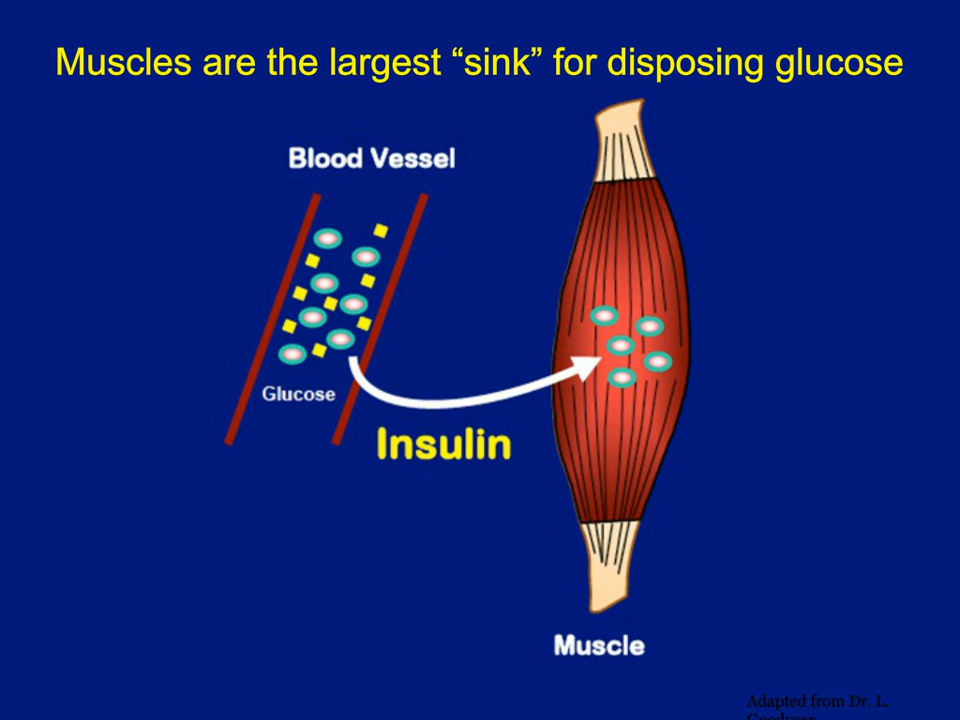 Muscles are the largest “sink” for disposing glucose
Blood Vessel
Glucose
Insulin
Muscle
Adapted from Dr. L.